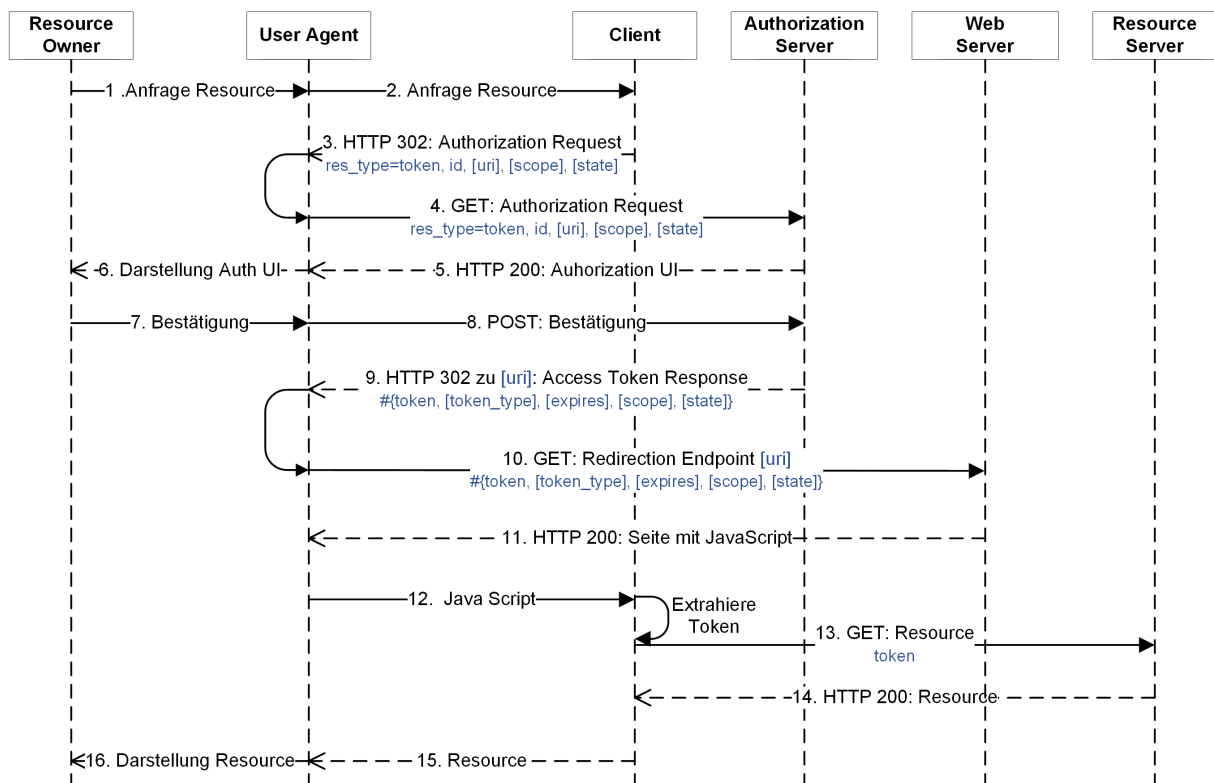 Resource
Owner
User Agent
Client
Authorization
Server
Web
Server
Resource
Server
1 .Anfrage Resource
2. Anfrage Resource
3. HTTP 302: Authorization Request
res_type=token, id, [uri], [scope], [state]
4. GET: Authorization Request
res_type=token, id, [uri], [scope], [state]
6. Darstellung Auth UI
5. HTTP 200: Auhorization UI
7. Bestätigung
8. POST: Bestätigung
9. HTTP 302 zu [uri]: Access Token Response
#{token, [token_type], [expires], [scope], [state]}
10. GET: Redirection Endpoint [uri]
#{token, [token_type], [expires], [scope], [state]}
11. HTTP 200: Seite mit JavaScript
12. Java Script
Extrahiere
Token
13. GET: Resource
token
14. HTTP 200: Resource
16. Darstellung Resource
15. Resource